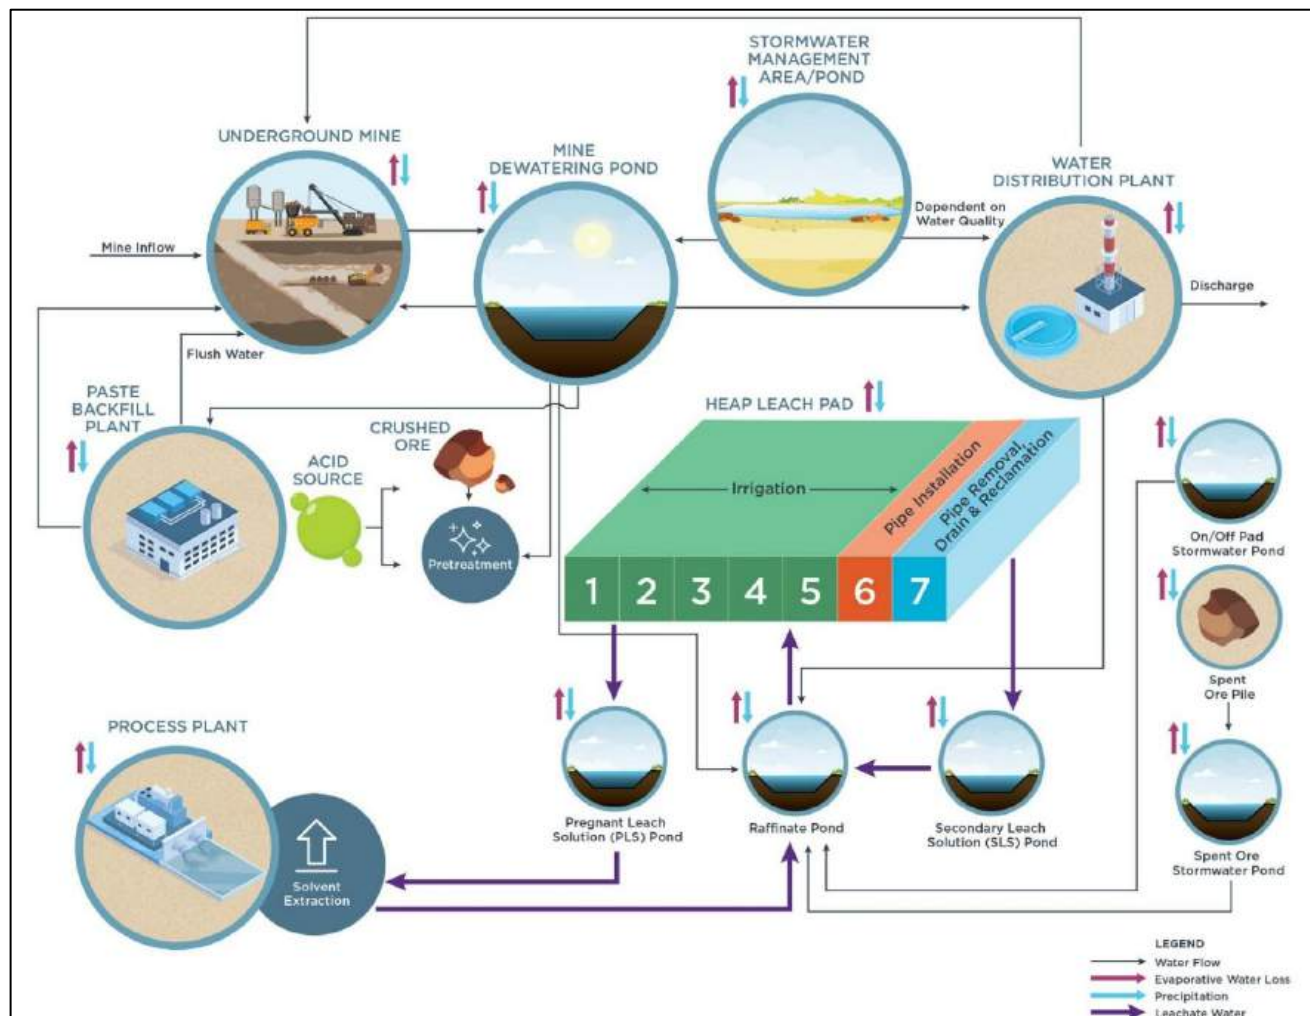 STORMWATER
MANAGEMENT
AREA/POND
UNDERGROUND MINE
MINE
DEWATERING POND
WATER
DISTRIBUTION PLANT
Dependent on
Water Quality
Mine Inflow
Discharge
Flush Water
PASTE
BACKFILL
PLANT
HEAP LEACH PAD
CRUSHED
ORE
ACID
SOURCE
Irrigation
Pipe Installation
Pipe Removal,
Drain & Reclamation
Pretreatment
On/Off Pad
Stormwater Pond
1 2 3 4 5 6 7
Spent
Ore Pile
PROCESS PLANT
Pregnant Leach
Solution (PLS) Pond
Raffinate Pond
Secondary Leach
Solution (SLS) Pond
Spent Ore
Stormwater Pond
Solvent
Extraction
LEGEND
Water Flow
Evaporative Water Loss
Precipitation
Leachate Water